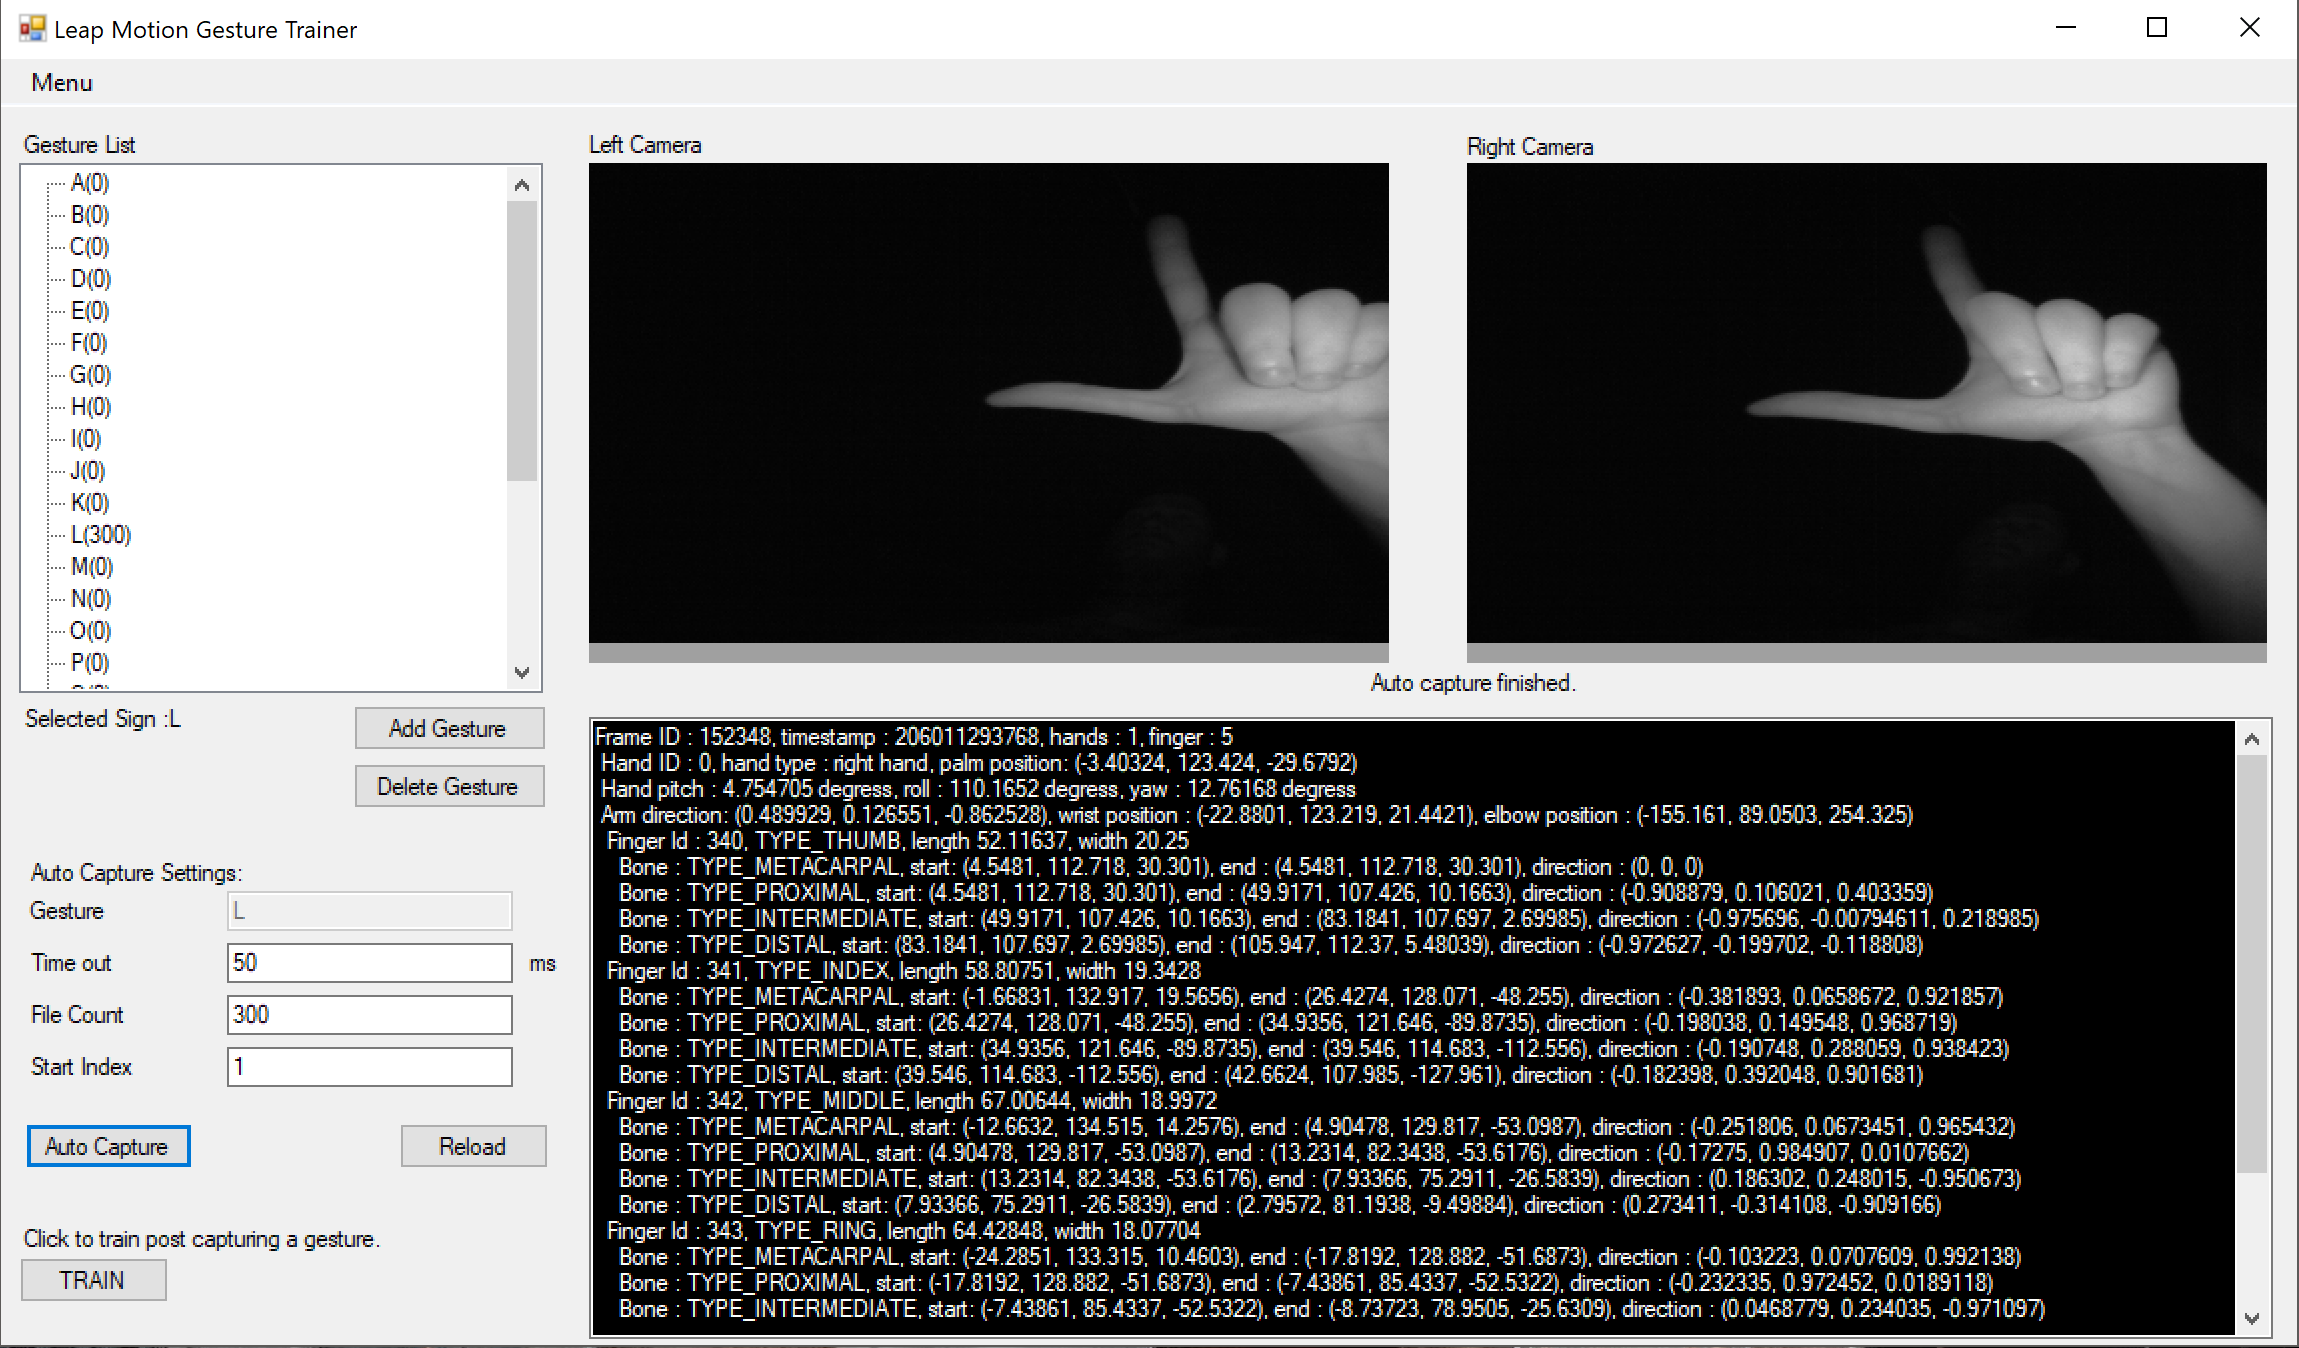 Leap Motion Gesture Trainer
Menu
Gesture List
A(0)
B(0)
C(0)
D(0)
E(0)
F(0)
G(0)
H(0)
I(0)
J(0)
K(0)
L(300)
M(0)
N(0)
O(0)
P(0)
Selected Sign :L
Add Gesture
Delete Gesture
Auto Capture Settings:
Gesture L
Time out 50 ms
File Count 300
Start Index 1
Auto Capture
Reload
Click to train post capturing a gesture.
TRAIN
Left Camera
Right Camera
Auto capture finished.
Frame ID : 152348, timestamp : 206011293768, hands : 1, finger : 5
Hand ID : 0, hand type : right hand, palm position: (-3.40324, 123.424, -29.6792)
Hand pitch : 4.754705 degress, roll : 110.1652 degress, yaw : 12.76168 degress
Arm direction: (0.489929, 0.126551, -0.862528), wrist position : (-22.8801, 123.219, 21.4421), elbow position : (-155.161, 89.0503, 254.325)
Finger Id : 340, TYPE_THUMB, length 52.11637, width 20.25
Bone : TYPE_METACARPAL, start: (4.5481, 112.718, 30.301), end : (4.5481, 112.718, 30.301), direction : (0, 0, 0)
Bone : TYPE_PROXIMAL, start: (4.5481, 112.718, 30.301), end : (49.9171, 107.426, 10.1663), direction : (-0.908879, 0.106021, 0.403359)
Bone : TYPE_INTERMEDIATE, start: (49.9171, 107.426, 10.1663), end : (83.1841, 107.697, 2.69985), direction : (-0.975696, -0.00794611, 0.218985)
Bone : TYPE_DISTAL, start: (83.1841, 107.697, 2.69985), end : (105.947, 112.37, 5.48039), direction : (-0.972627, -0.199702, -0.118808)
Finger Id : 341, TYPE_INDEX, length 58.80751, width 19.3428
Bone : TYPE_METACARPAL, start: (-1.66831, 132.917, 19.5656), end : (26.4274, 128.071, -48.255), direction : (-0.381893, 0.0658672, 0.921857)
Bone : TYPE_PROXIMAL, start: (26.4274, 128.071, -48.255), end : (34.9356, 121.646, -89.8735), direction : (-0.198038, 0.149548, 0.968719)
Bone : TYPE_INTERMEDIATE, start: (34.9356, 121.646, -89.8735), end : (39.546, 114.683, -112.556), direction : (-0.190748, 0.288059, 0.938423)
Bone : TYPE_DISTAL, start: (39.546, 114.683, -112.556), end : (42.6624, 107.985, -127.961), direction : (-0.182398, 0.392048, 0.901681)
Finger Id : 342, TYPE_MIDDLE, length 67.00644, width 18.9972
Bone : TYPE_METACARPAL, start: (-12.6632, 134.515, 14.2576), end : (4.90478, 129.817, -53.0987), direction : (-0.251806, 0.0673451, 0.965432)
Bone : TYPE_PROXIMAL, start: (4.90478, 129.817, -53.0987), end : (13.2314, 82.3438, -53.6176), direction : (-0.17275, 0.984907, 0.0107662)
Bone : TYPE_INTERMEDIATE, start: (13.2314, 82.3438, -53.6176), end : (7.93366, 75.2911, -26.5839), direction : (0.186302, 0.248015, -0.950673)
Bone : TYPE_DISTAL, start: (7.93366, 75.2911, -26.5839), end : (2.79572, 81.1938, -9.49884), direction : (0.273411, -0.314108, -0.909166)
Finger Id : 343, TYPE_RING, length 64.42848, width 18.07704
Bone : TYPE_METACARPAL, start: (-24.2851, 133.315, 10.4603), end : (-17.8192, 128.882, -51.6873), direction : (-0.103223, 0.0707609, 0.992138)
Bone : TYPE_PROXIMAL, start: (-17.8192, 128.882, -51.6873), end : (-7.43861, 85.4337, -52.5322), direction : (-0.232335, 0.972452, 0.0189118)
Bone : TYPE_INTERMEDIATE, start: (-7.43861, 85.4337, -52.5322), end : (-8.73723, 78.9505, -25.6309), direction : (0.0468779, 0.234035, -0.971097)